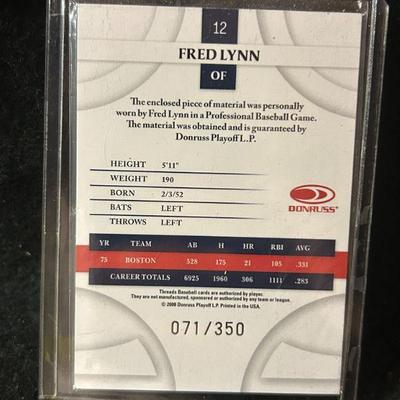 12
FRED LYNN
OF
The enclosed piece of material was personally
worn by Fred Lynn in a Professional Baseball Game.
The material was obtained and is guaranteed by
Donruss Playoff L.P.
HEIGHT 5'11"
WEIGHT 190
BORN 2/3/52
BATS LEFT
THROWS LEFT
DONRUSS
YR TEAM AB H HR RBI AVG
75 BOSTON 528 175 21 105 .331
CAREER TOTALS 6925 1960 306 1111 .283
Threads Baseball cards are authorized by player.
They are not manufactured, sponsored or authorized by any team or league.
© 2008 Donruss Playoff L.P. Printed in the USA.
071/350